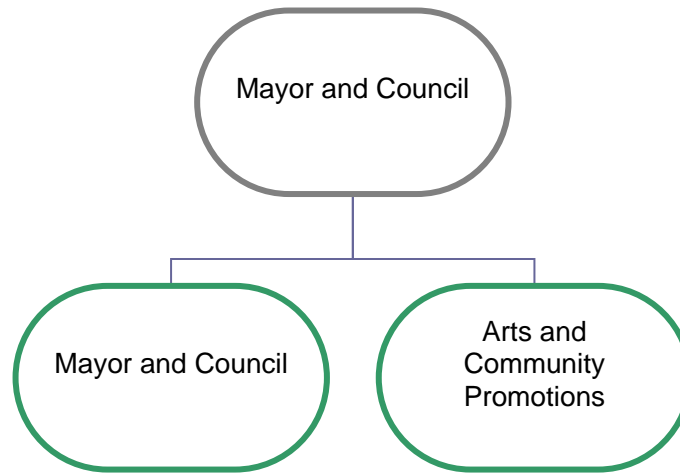 Mayor and Council
Mayor and Council
Arts and
Community
Promotions